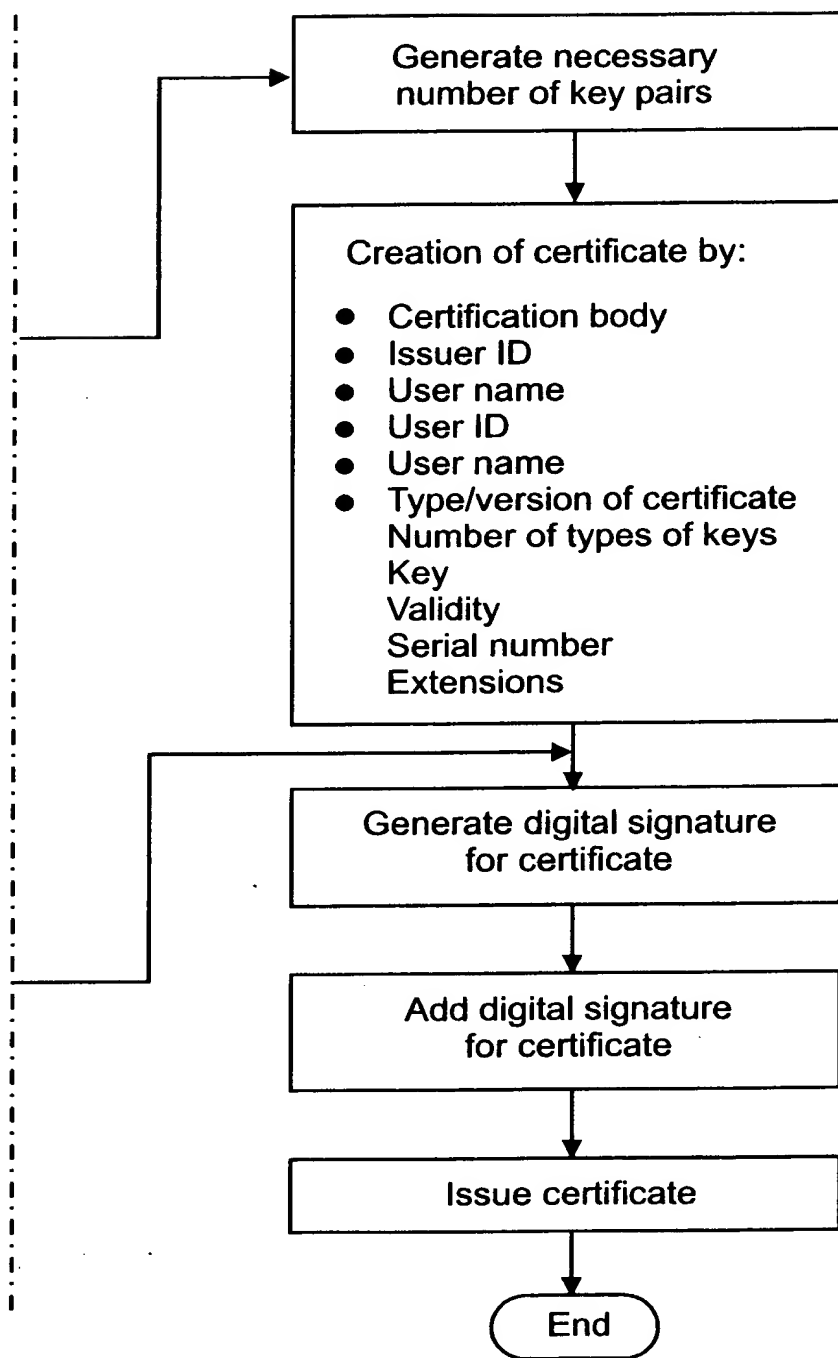 Generate necessary
number of key pairs
Creation of certificate by:
● Certification body
● Issuer ID
● User name
● User ID
● User name
● Type/version of certificate
Number of types of keys
Key
Validity
Serial number
Extensions
Generate digital signature
for certificate
Add digital signature
for certificate
Issue certificate
End